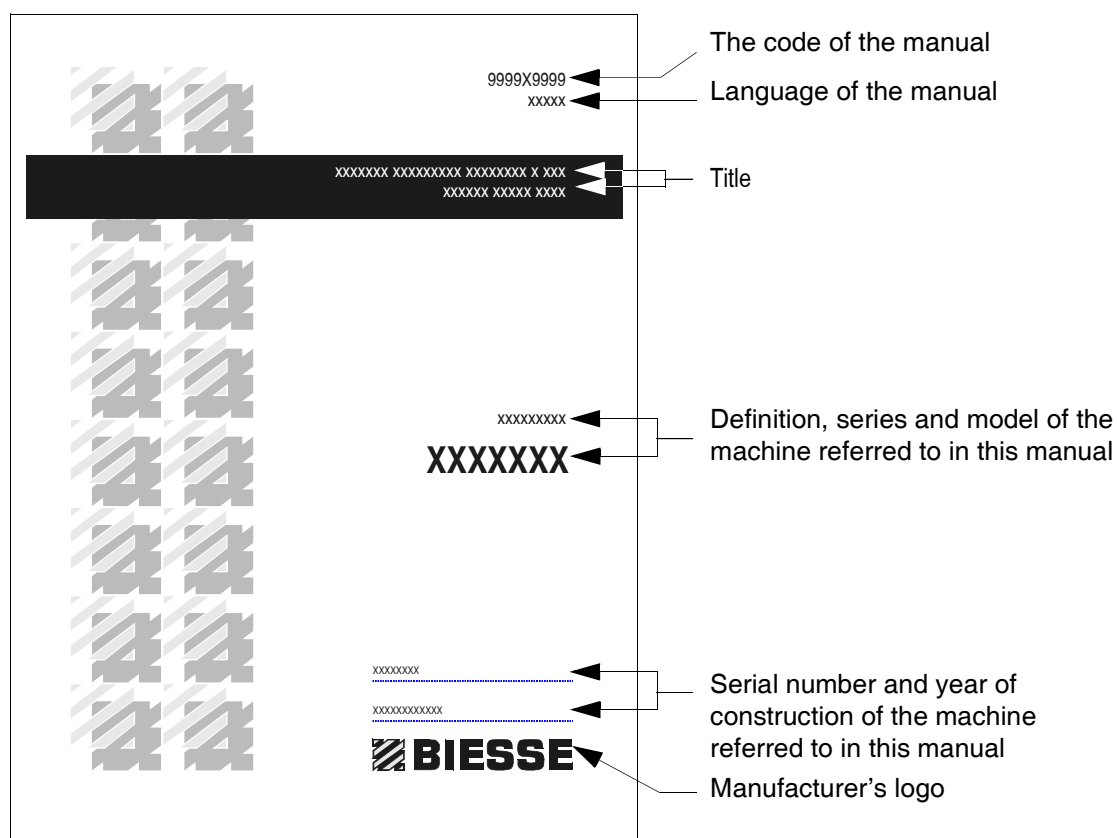 The code of the manual
9999X9999
Language of the manual
xxxxx
xxxxxxx xxxxxxxxx xxxxxxxx x xxx
Title
xxxxxx xxxxx xxxx
Definition, series and model of the
xxxxxxxxx
machine referred to in this manual
XXXXXXX
xxxxxxxx
Serial number and year of
construction of the machine
xxxxxxxxxxxx
referred to in this manual
BIESSE
Manufacturer's logo